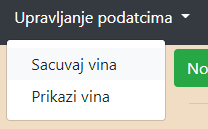 Upravljanje podatcima
Sacuvaj vina
No
Prikazi vina